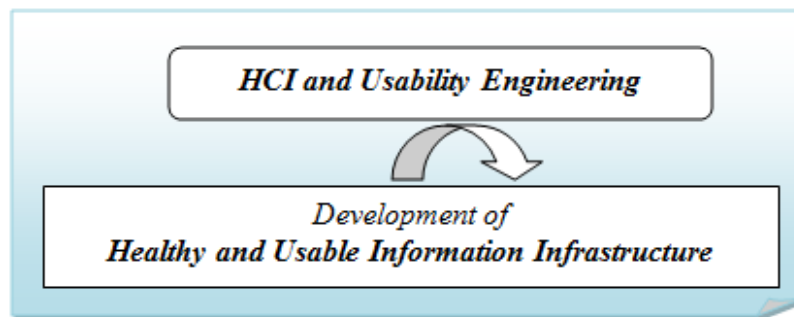 HCI and Usability Engineering
Development of
Healthy and Usable Information Infrastructure